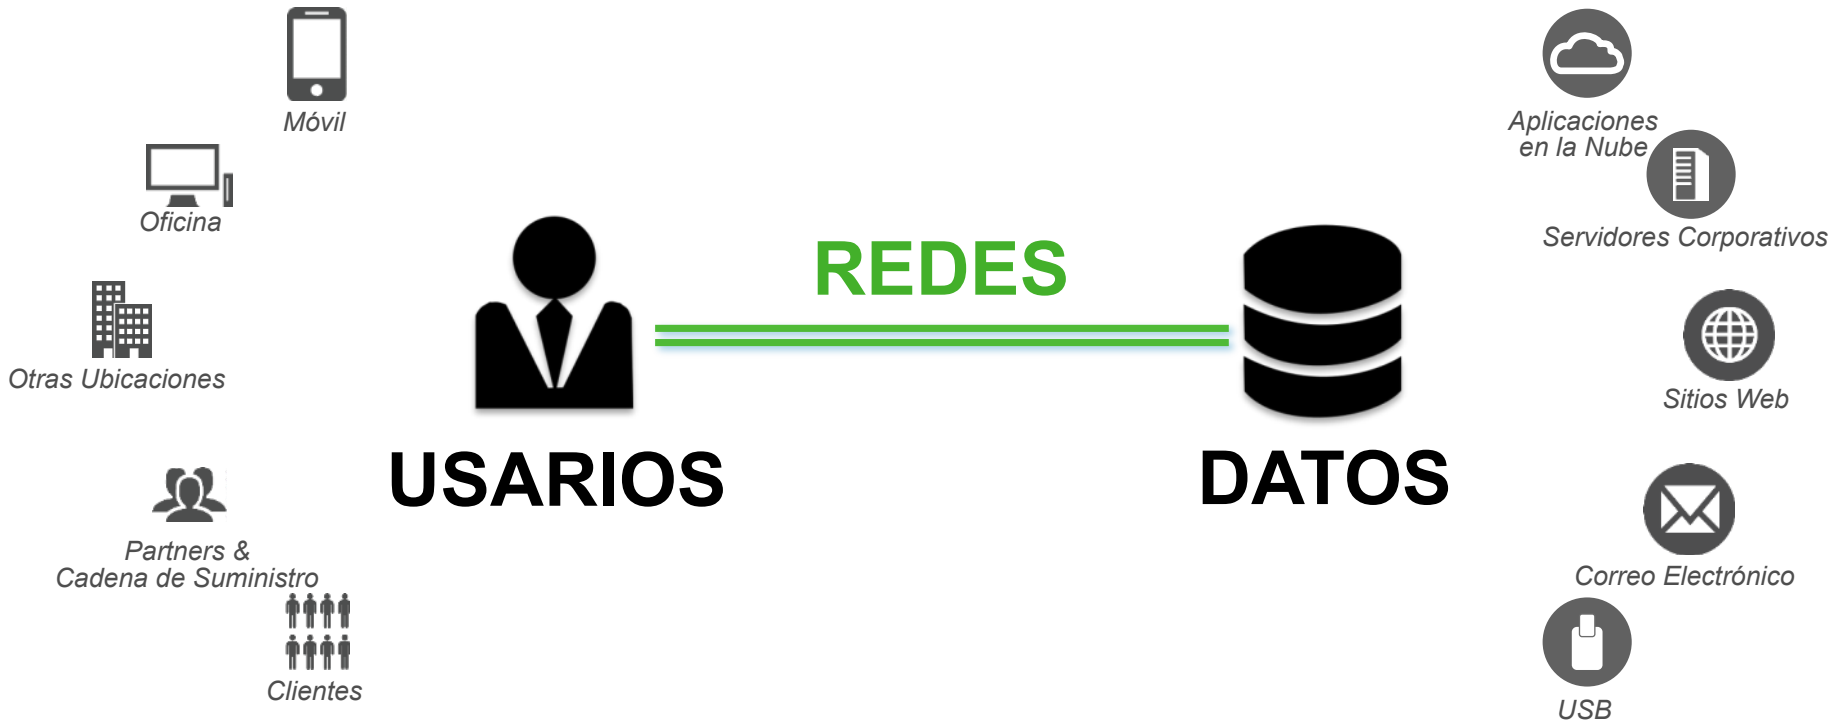 Móvil
Oficina
Otras Ubicaciones
Partners &
Cadena de Suministro
Clientes
USARIOS
REDES
DATOS
Aplicaciones
en la Nube
Servidores Corporativos
Sitios Web
Correo Electrónico
USB